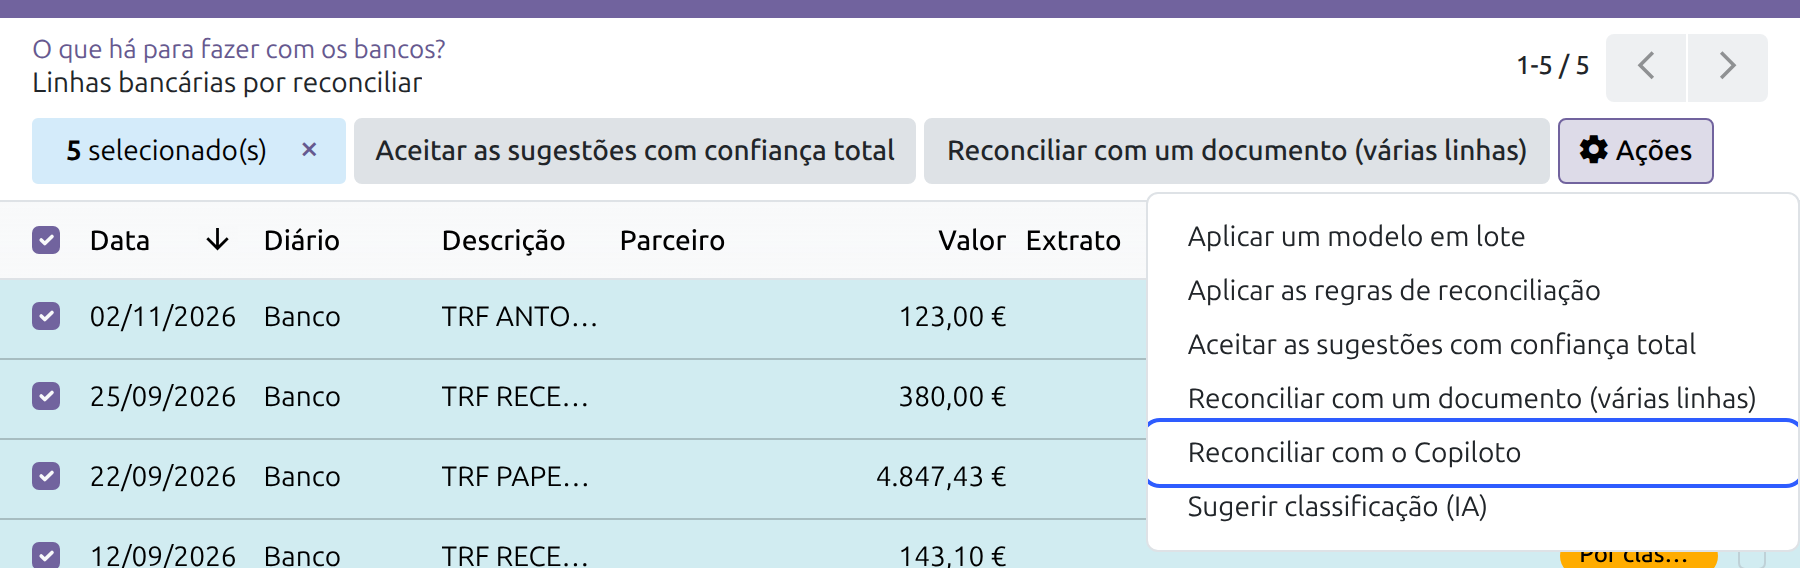 O que há para fazer com os bancos?
Linhas bancárias por reconciliar
1-5 / 5
5 selecionado(s) ×
Aceitar as sugestões com confiança total
Reconciliar com um documento (várias linhas)
Ações
Data Diário Descrição Parceiro Valor Extrato
02/11/2026 Banco TRF ANTO... 123,00 €
25/09/2026 Banco TRF RECE... 380,00 €
22/09/2026 Banco TRF PAPE... 4.847,43 €
12/09/2026 Banco TRF RECE... 143,10 €
Aplicar um modelo em lote
Aplicar as regras de reconciliação
Aceitar as sugestões com confiança total
Reconciliar com um documento (várias linhas)
Reconciliar com o Copiloto
Sugerir classificação (IA)
Por clas...